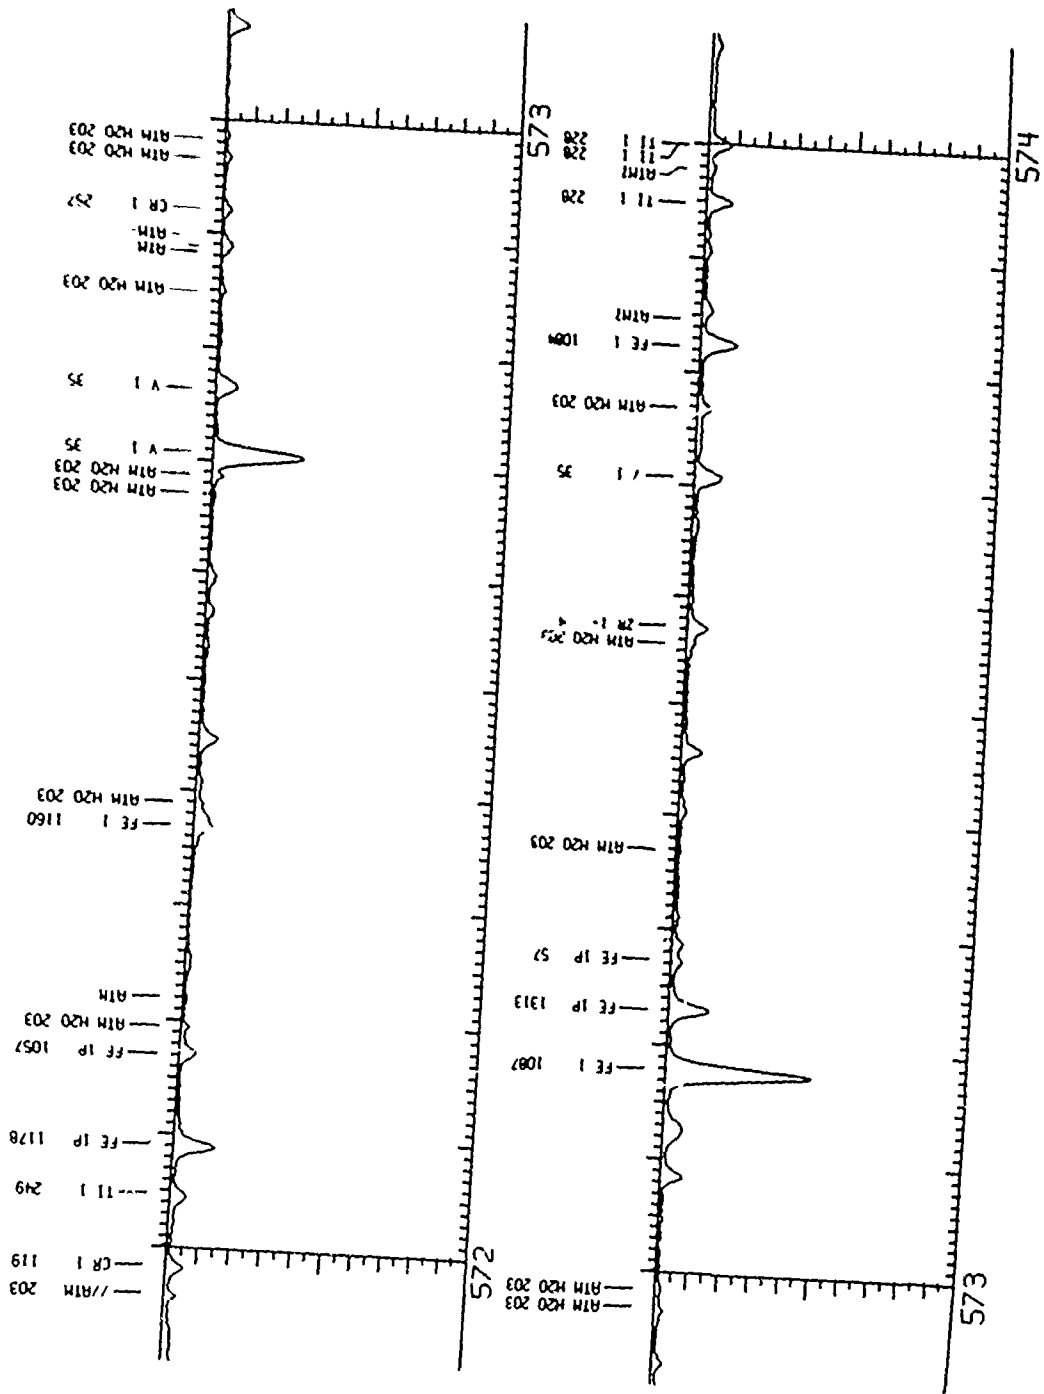 ATM H2O 203
ATM H2O 203
CR 1 257
ATM
ATM
ATM H2O 203
V 1 35
V 1 35
ATM H2O 203
ATM H2O 203
ATM H2O 203
FE 1 1160
ATM
ATM H2O 203
FE 1P 1057
FE 1P 1178
TI 1 249
CR 1 119
//ATM 203
573
572
TI 1 228
TI 1 228
ATM?
TI 1 228
ATM?
FE 1 1084
ATM H2O 203
/ 1 35
ZR 1 4
ATM H2O 203
ATM H2O 203
FE 1P 57
FE 1P 1313
FE 1 1087
ATM H2O 203
ATM H2O 203
574
573